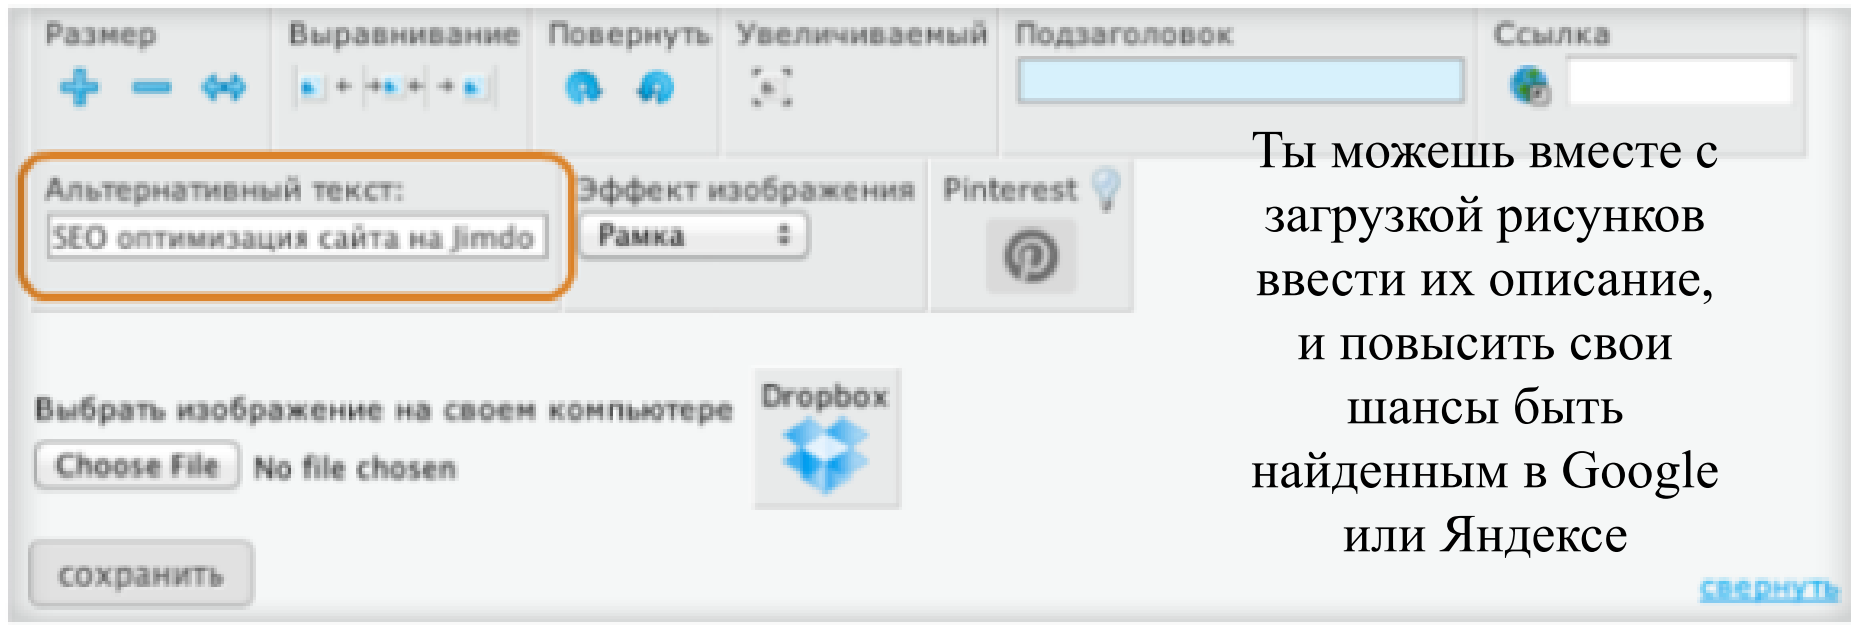 Размер Выравнивание Повернуть Увеличиваемый Подзаголовок Ссылка
Альтернативный текст: Эффект изображения Pinterest
SEO оптимизация сайта на Jimdo Рамка
Ты можешь вместе с
загрузкой рисунков
ввести их описание,
и повысить свои
шансы быть
найденным в Google
или Яндексе
Выбрать изображение на своем компьютере Dropbox
Choose File No file chosen
сохранить
свернуть